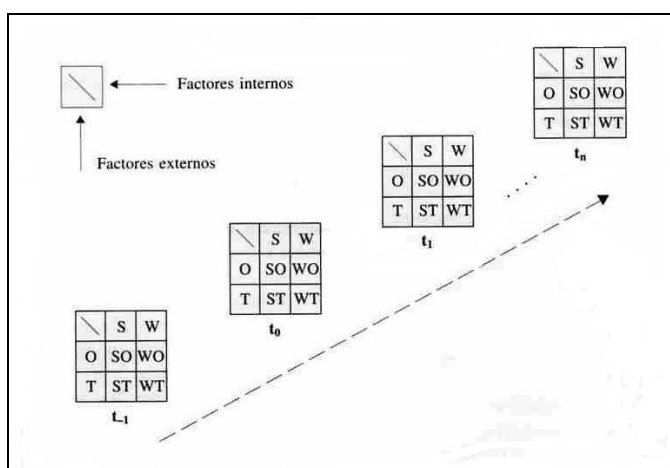 Factores internos
Factores externos
S W
O SO WO
T ST WT
tn
S W
O SO WO
T ST WT
t1
. . . .
S W
O SO WO
T ST WT
t0
S W
O SO WO
T ST WT
t-1